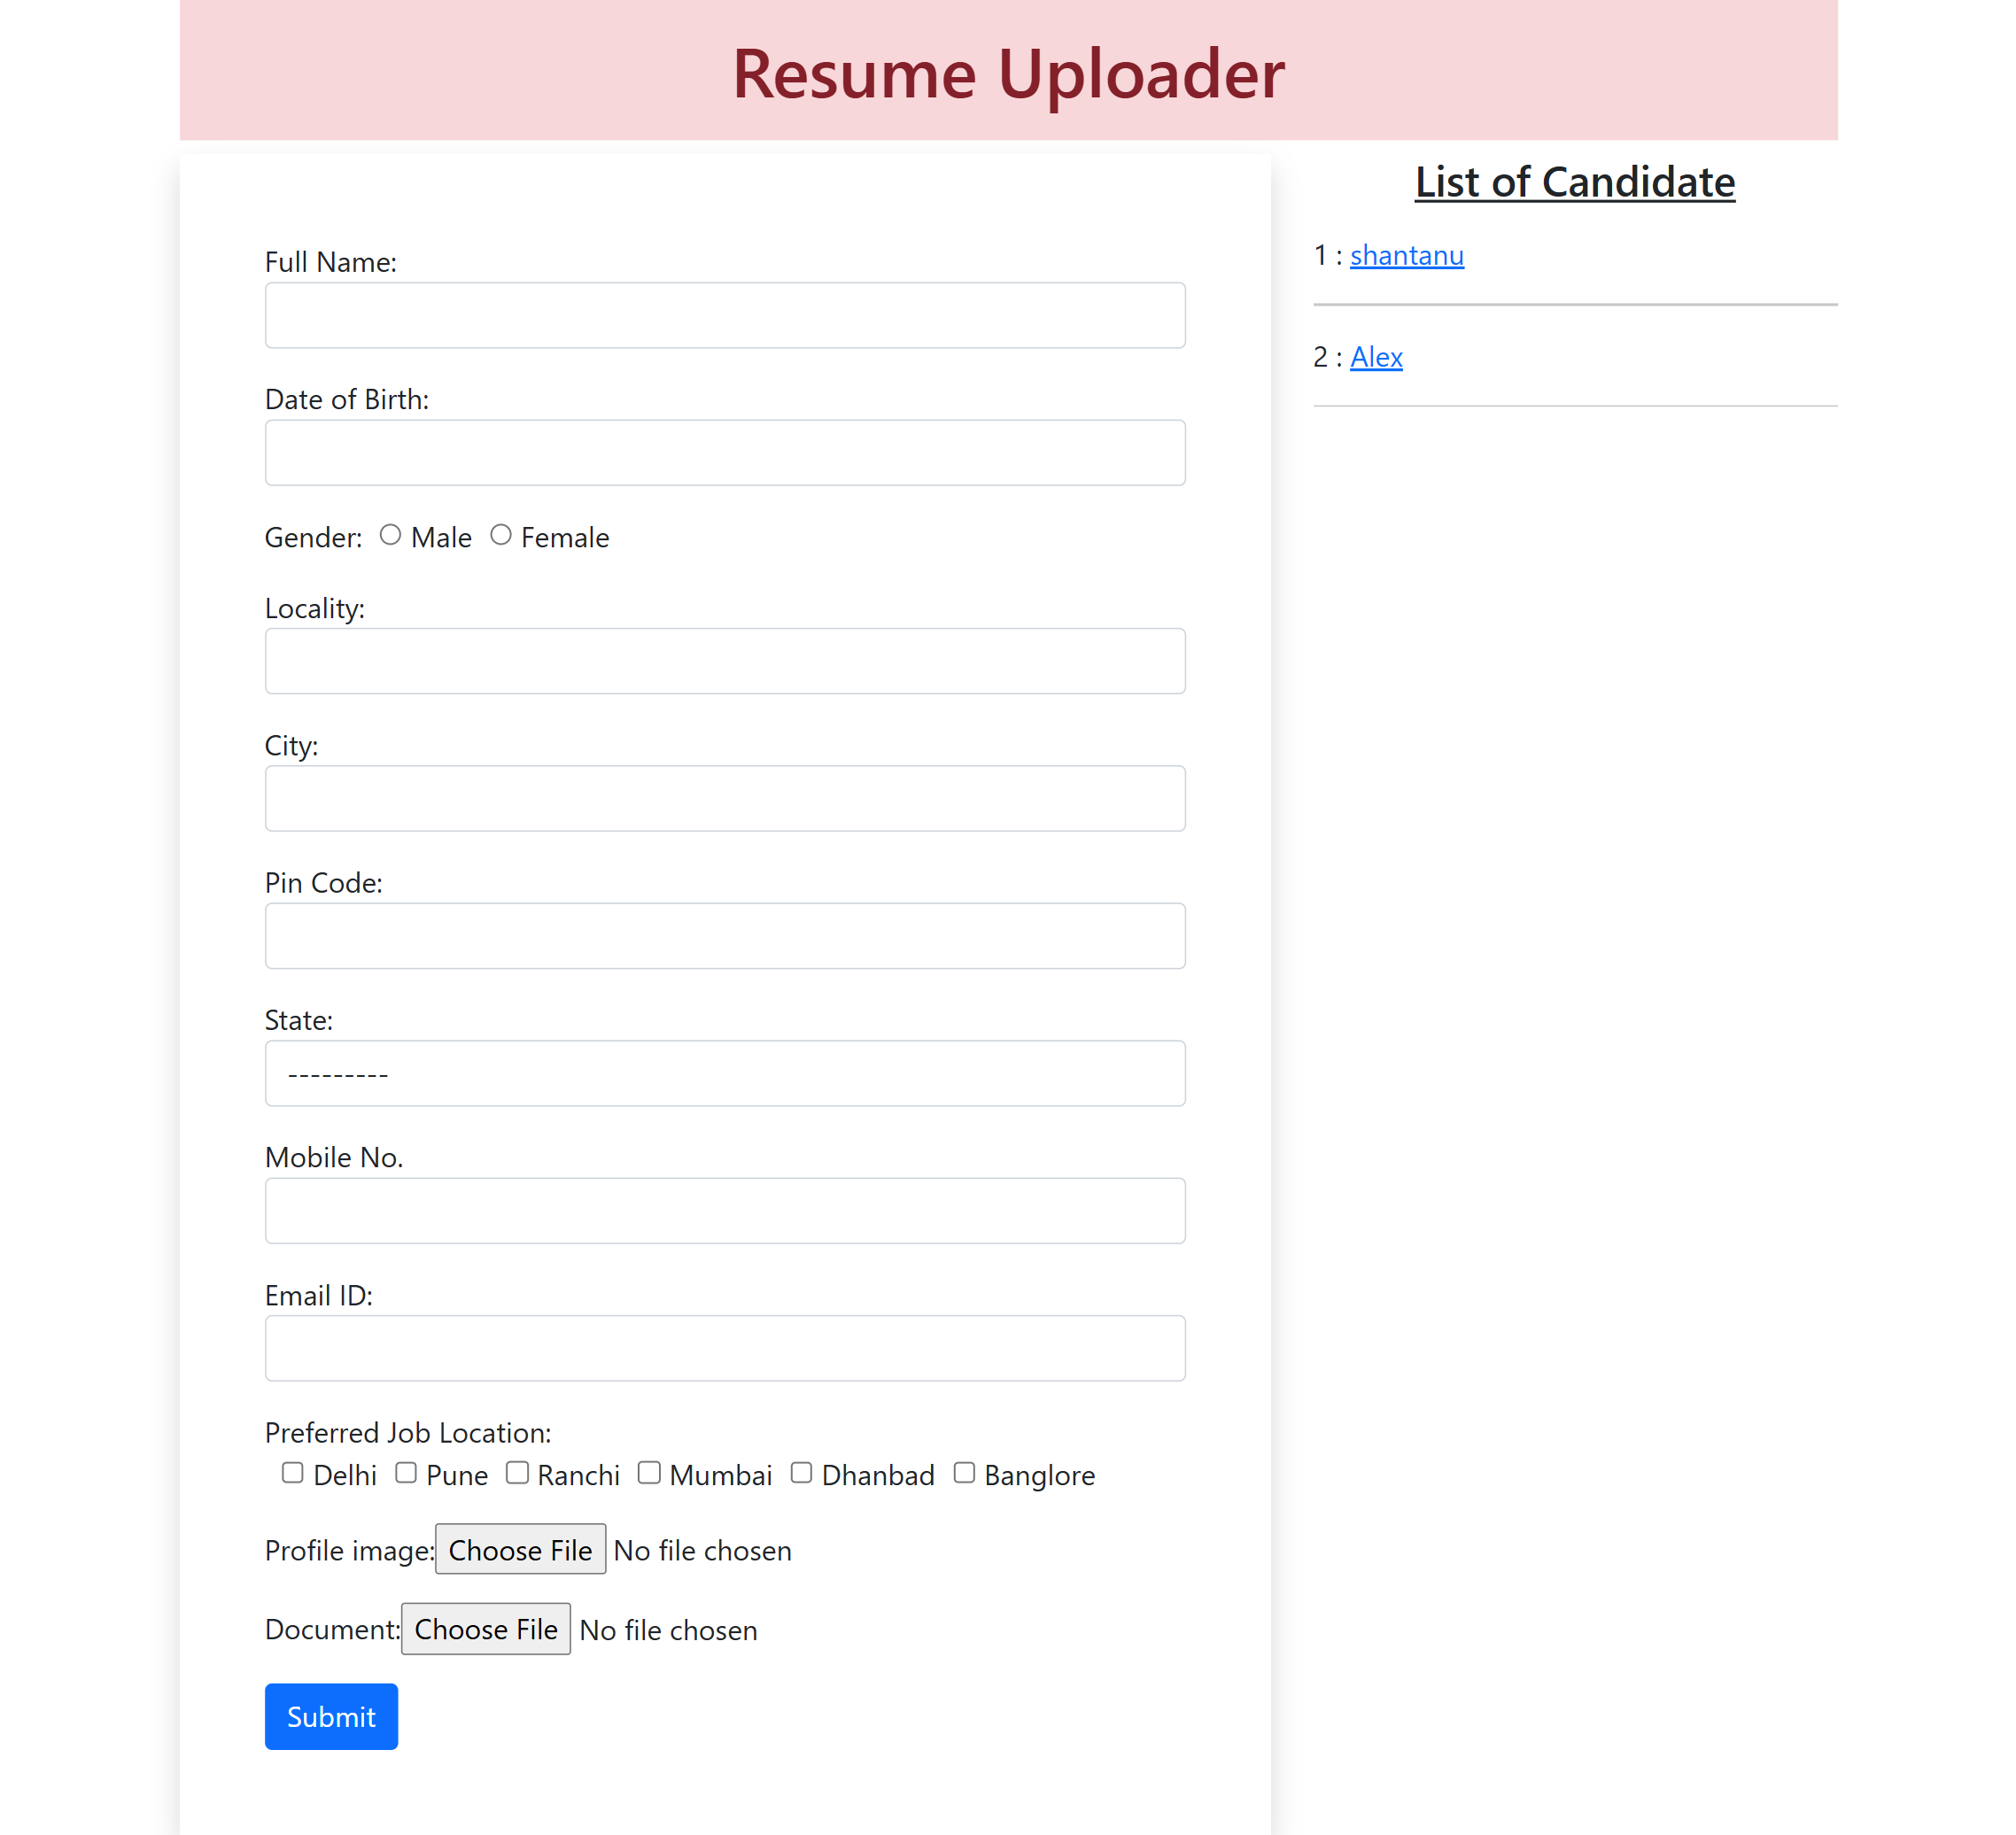 Resume Uploader
Full Name:
Date of Birth:
Gender: Male Female
Locality:
City:
Pin Code:
State:
---------
Mobile No.
Email ID:
Preferred Job Location:
Delhi Pune Ranchi Mumbai Dhanbad Banglore
Profile image: Choose File No file chosen
Document: Choose File No file chosen
Submit
List of Candidate
1 : shantanu
2 : Alex